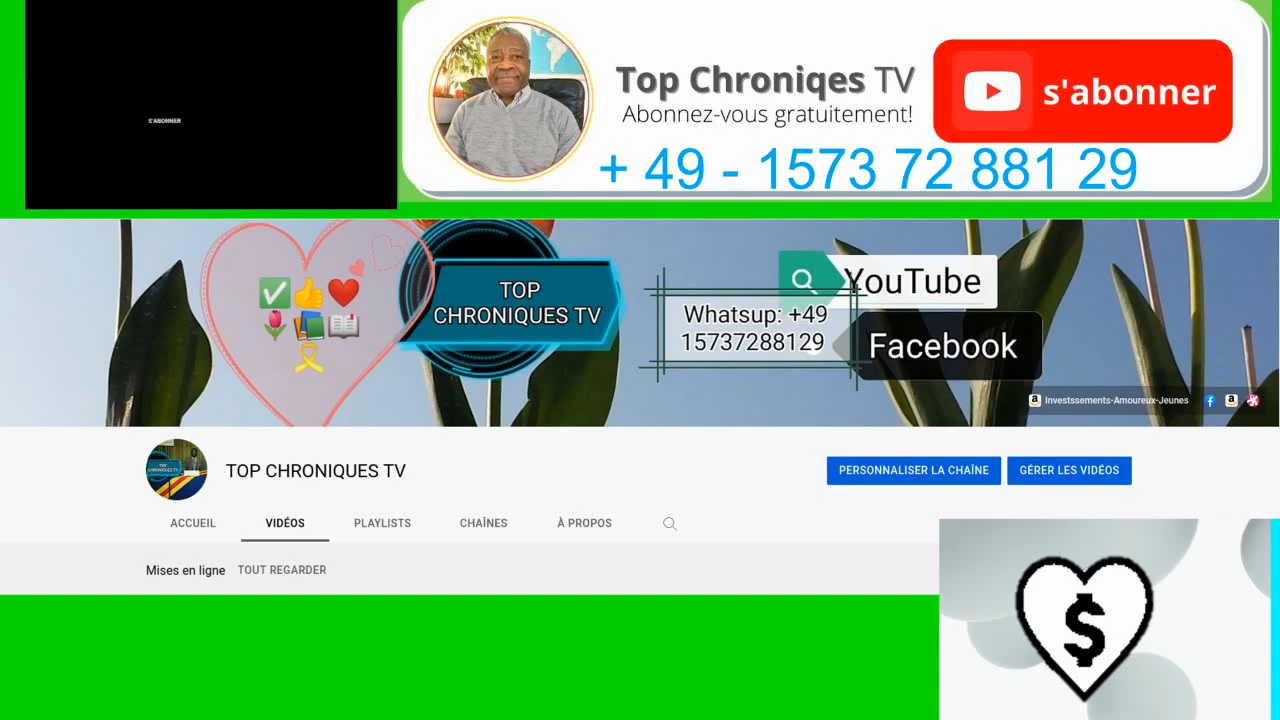 S'ABONNER
Top Chroniqes TV
Abonnez-vous gratuitement!
s'abonner
+ 49 - 1573 72 881 29
TOP
CHRONIQUES TV
Whatsup: +49
15737288129
YouTube
Facebook
Investssements-Amoureux-Jeunes
TOP CHRONIQUES TV
PERSONNALISER LA CHAÎNE
GÉRER LES VIDÉOS
ACCUEIL
VIDÉOS
PLAYLISTS
CHAÎNES
À PROPOS
Mises en ligne
TOUT REGARDER
$